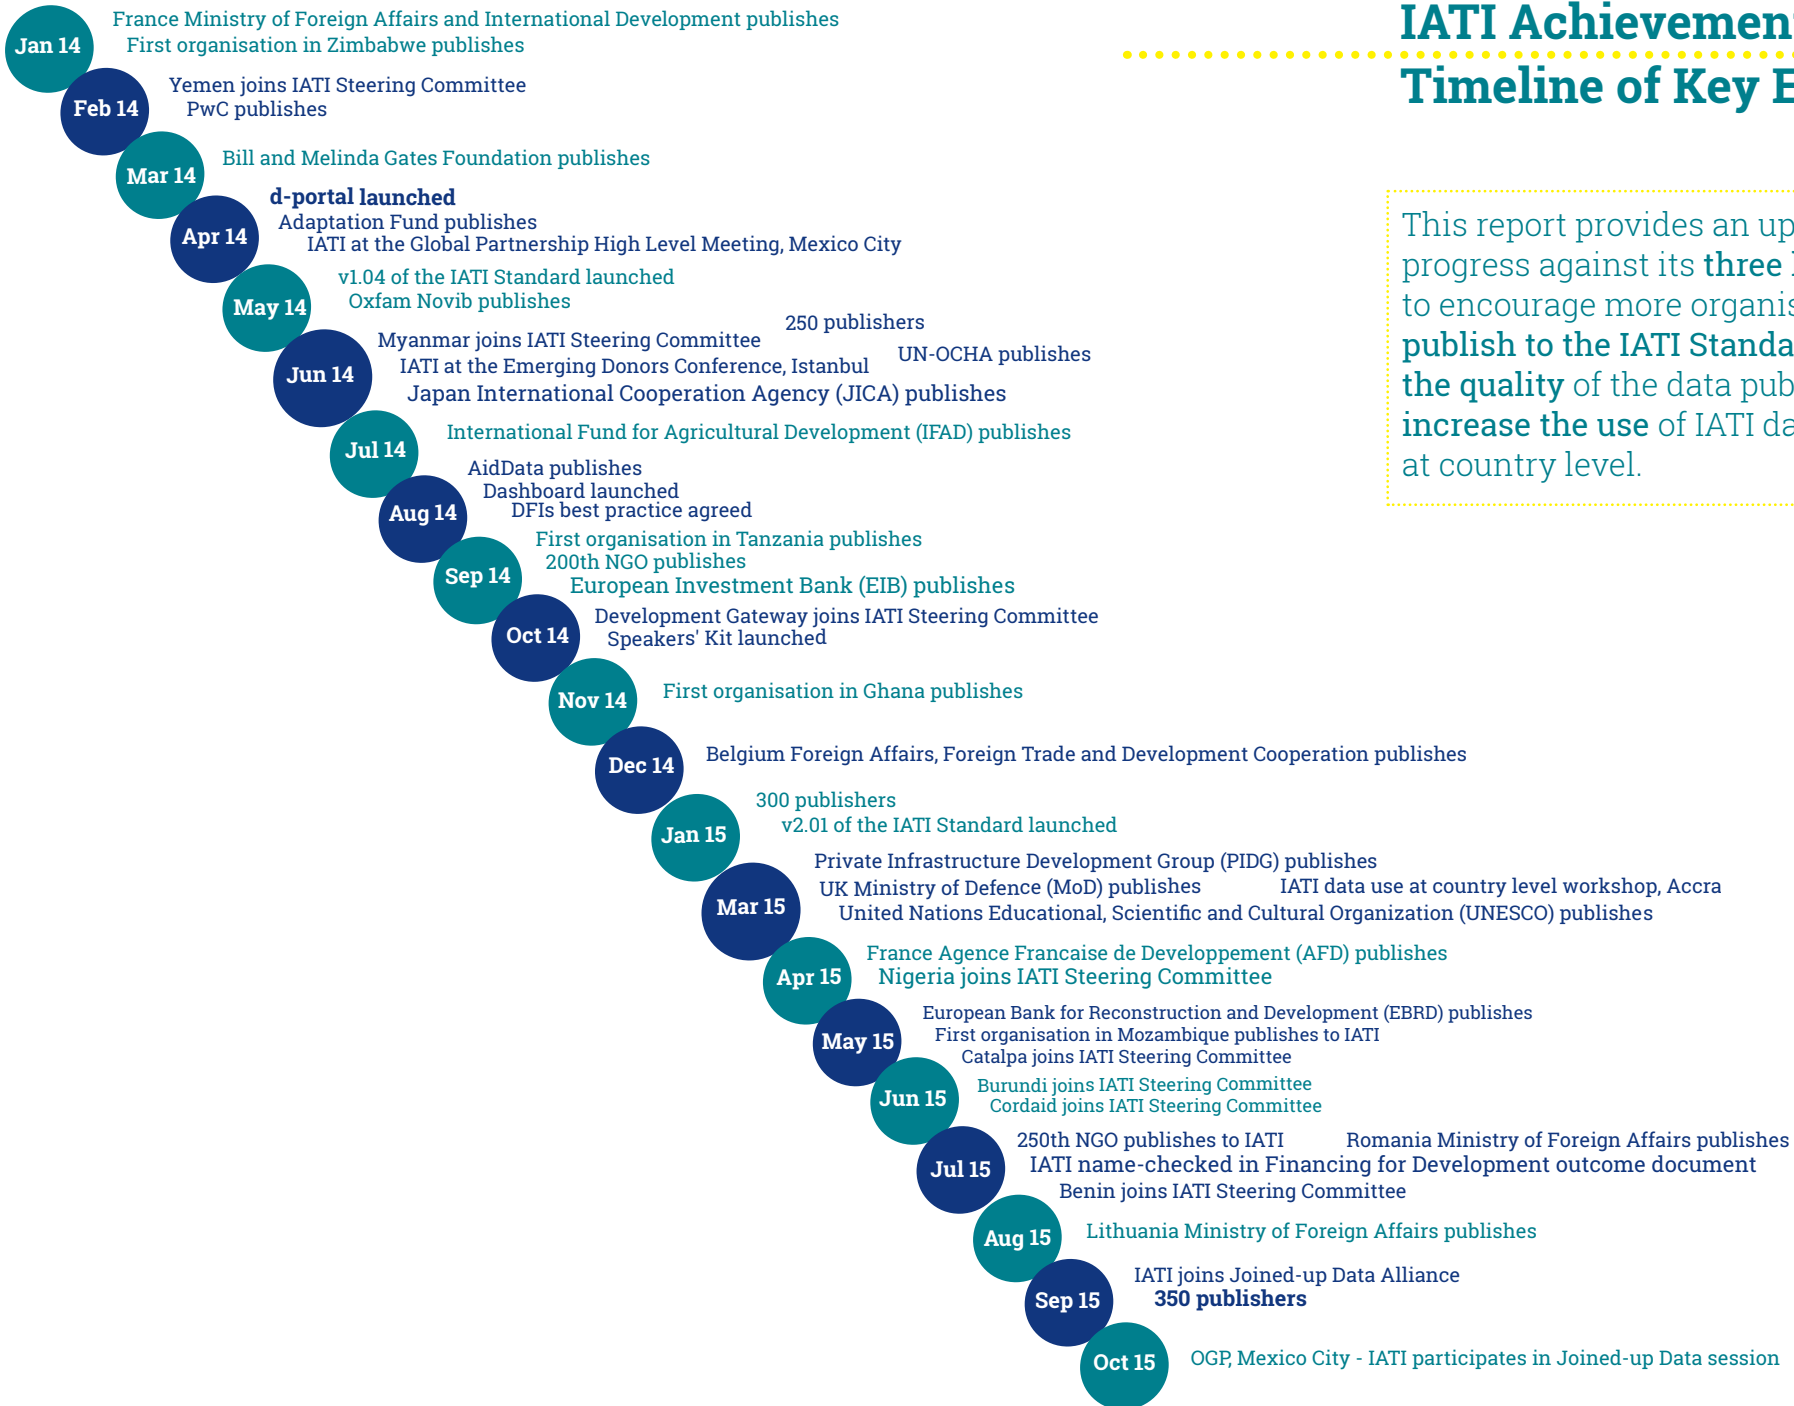 IATI Achievemen
Timeline of Key E
This report provides an up
progress against its three
to encourage more organis
publish to the IATI Standa
the quality of the data pub
increase the use of IATI da
at country level.
Jan 14
France Ministry of Foreign Affairs and International Development publishes
First organisation in Zimbabwe publishes
Feb 14
Yemen joins IATI Steering Committee
PwC publishes
Mar 14
Bill and Melinda Gates Foundation publishes
Apr 14
d-portal launched
Adaptation Fund publishes
IATI at the Global Partnership High Level Meeting, Mexico City
May 14
v1.04 of the IATI Standard launched
Oxfam Novib publishes
Jun 14
250 publishers
Myanmar joins IATI Steering Committee
UN-OCHA publishes
IATI at the Emerging Donors Conference, Istanbul
Japan International Cooperation Agency (JICA) publishes
Jul 14
International Fund for Agricultural Development (IFAD) publishes
Aug 14
AidData publishes
Dashboard launched
DFIs best practice agreed
Sep 14
First organisation in Tanzania publishes
200th NGO publishes
European Investment Bank (EIB) publishes
Oct 14
Development Gateway joins IATI Steering Committee
Speakers' Kit launched
Nov 14
First organisation in Ghana publishes
Dec 14
Belgium Foreign Affairs, Foreign Trade and Development Cooperation publishes
Jan 15
300 publishers
v2.01 of the IATI Standard launched
Mar 15
Private Infrastructure Development Group (PIDG) publishes
UK Ministry of Defence (MoD) publishes
IATI data use at country level workshop, Accra
United Nations Educational, Scientific and Cultural Organization (UNESCO) publishes
Apr 15
France Agence Francaise de Developpement (AFD) publishes
Nigeria joins IATI Steering Committee
May 15
European Bank for Reconstruction and Development (EBRD) publishes
First organisation in Mozambique publishes to IATI
Catalpa joins IATI Steering Committee
Jun 15
Burundi joins IATI Steering Committee
Cordaid joins IATI Steering Committee
Jul 15
250th NGO publishes to IATI
Romania Ministry of Foreign Affairs publishes
IATI name-checked in Financing for Development outcome document
Benin joins IATI Steering Committee
Aug 15
Lithuania Ministry of Foreign Affairs publishes
Sep 15
IATI joins Joined-up Data Alliance
350 publishers
Oct 15
OGP, Mexico City - IATI participates in Joined-up Data session